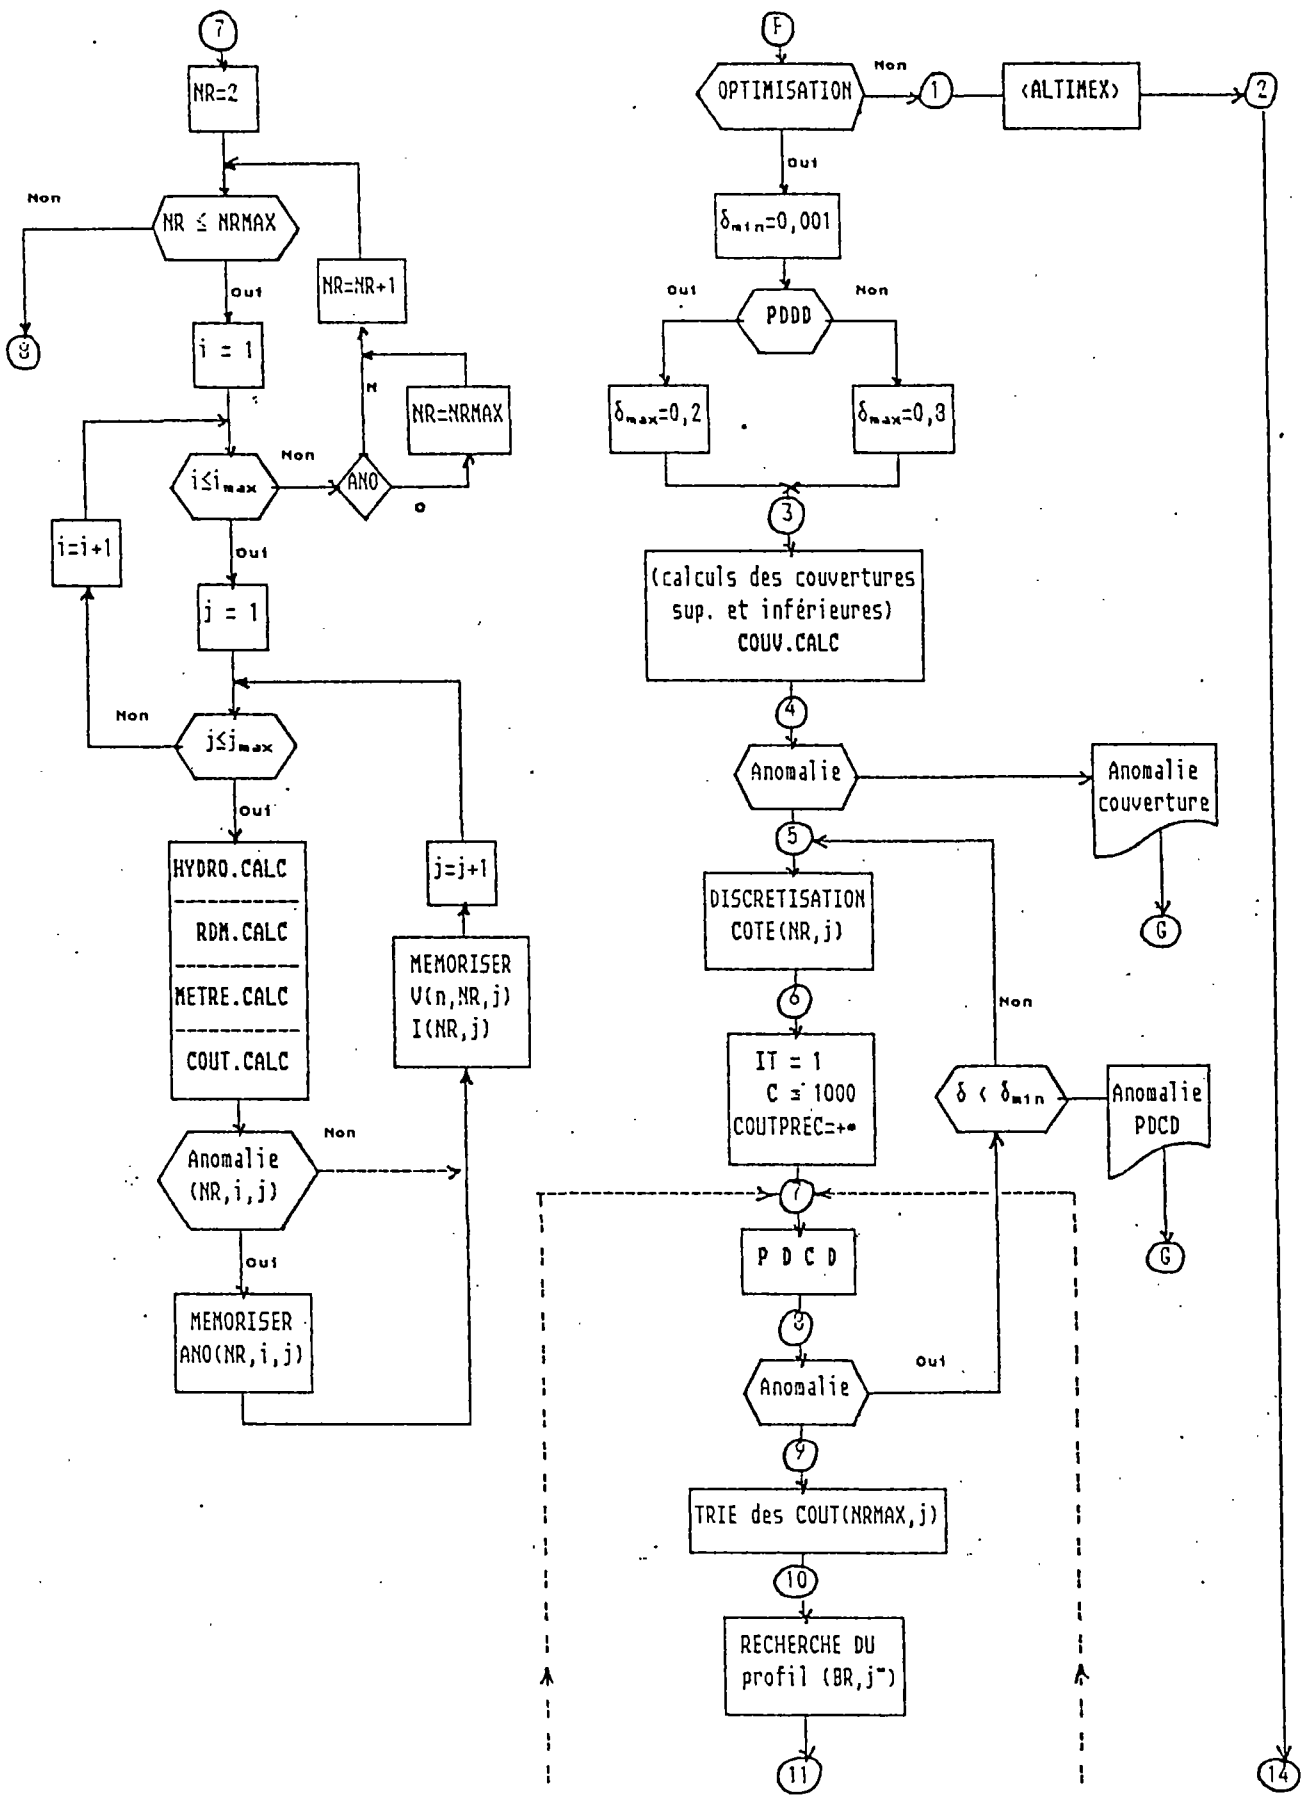 7
NR=2
Non
NR ≤ NRMAX
Oui
8
NR=NR+1
i = 1
N
NR=NRMAX
Non
i≤imax
ANO
O
i=i+1
Oui
j = 1
Non
j≤jmax
Oui
HYDRO.CALC
RDM.CALC
METRE.CALC
COUT.CALC
j=j+1
MEMORISER
V(n,NR,j)
I(NR,j)
Non
Anomalie
(NR,i,j)
Oui
MEMORISER
ANO(NR,i,j)
F
OPTIMISATION
Non
1
<ALTIMEX>
2
Oui
δmin=0,001
Oui
PDDD
Non
δmax=0,2
δmax=0,3
3
(calculs des couvertures
sup. et inférieures)
COUV.CALC
4
Anomalie
Anomalie
couverture
G
5
DISCRETISATION
COTE(NR,j)
6
IT = 1
C = 1000
COUTPREC=+∞
Non
δ < δmin
Anomalie
PDCD
G
7
P D C D
8
Anomalie
Oui
9
TRIE des COUT(NRMAX,j)
10
RECHERCHE DU
profil (BR,j*)
11
14